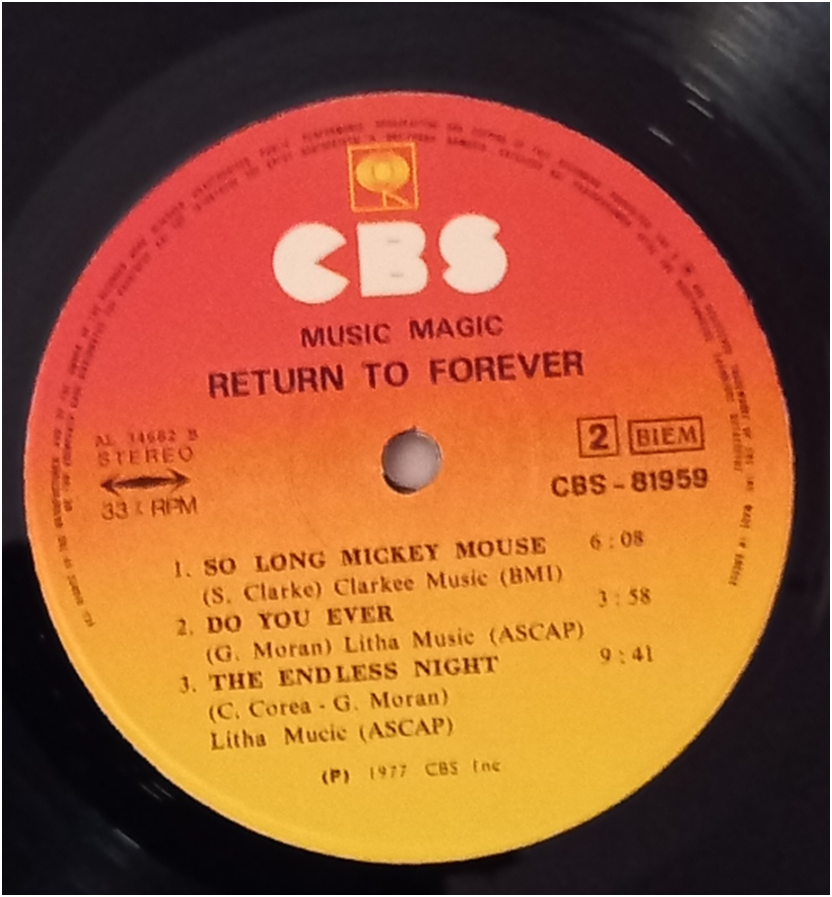 CBS
MUSIC MAGIC
RETURN TO FOREVER
AL 34682 B
STEREO
33⅓ RPM
2 BIEM
CBS - 81959
1. SO LONG MICKEY MOUSE 6:08
(S. Clarke) Clarkee Music (BMI)
2. DO YOU EVER 3:58
(G. Moran) Litha Music (ASCAP)
3. THE ENDLESS NIGHT 9:41
(C. Corea - G. Moran)
Litha Mucic (ASCAP)
(P) 1977 CBS Inc